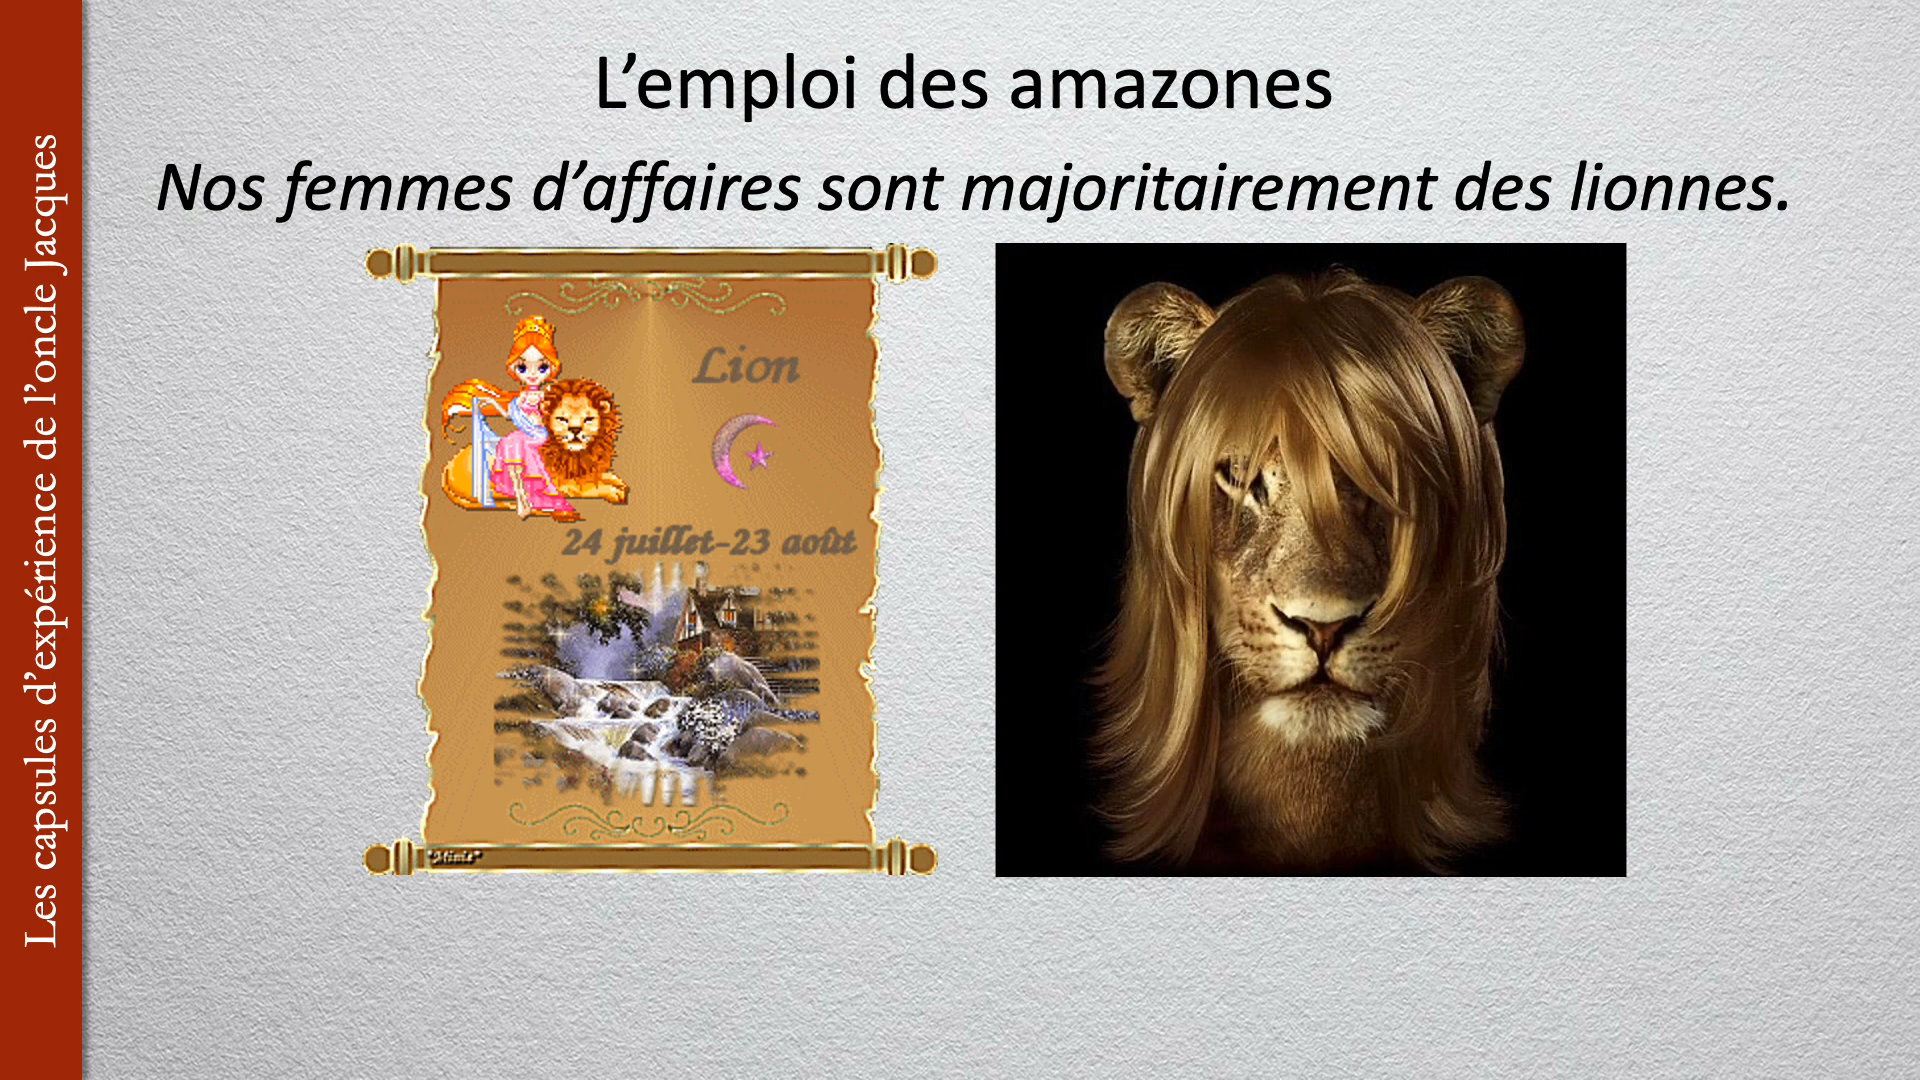 L’emploi des amazones
Nos femmes d’affaires sont majoritairement des lionnes.
Les capsules d’expérience de l’oncle Jacques
Lion
24 juillet-23 août
"Minie"